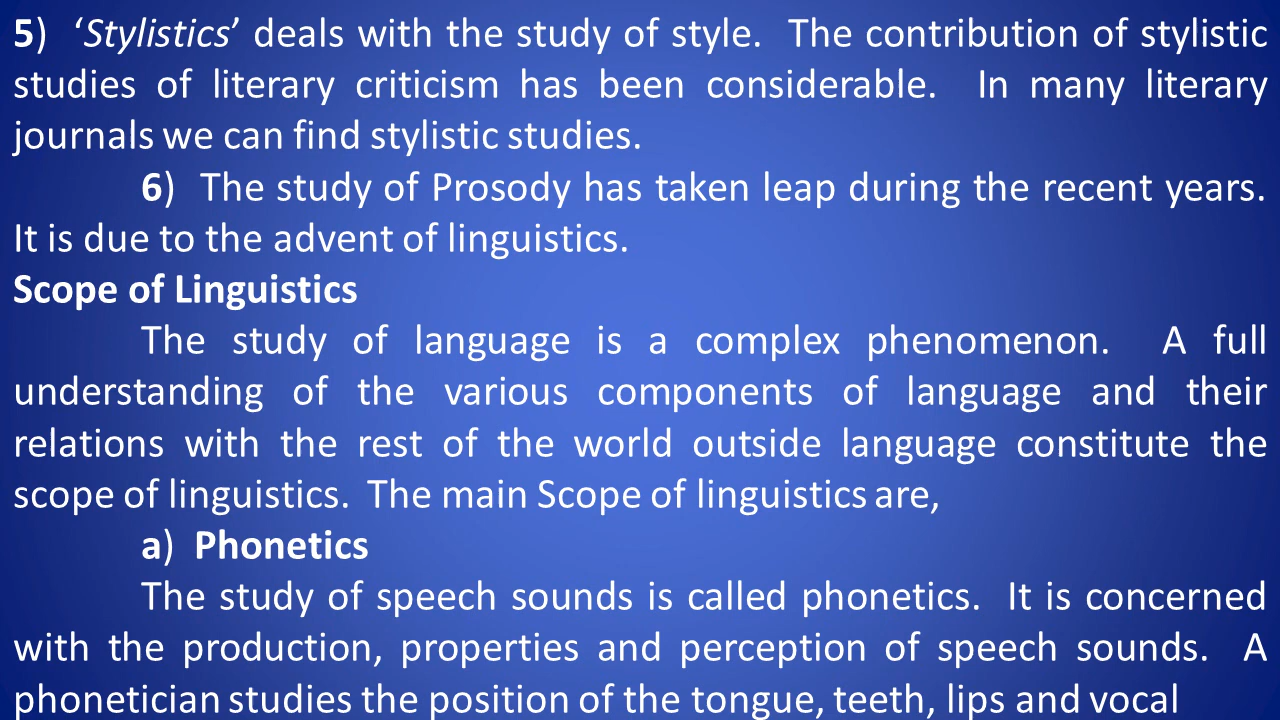 5) ‘Stylistics’ deals with the study of style. The contribution of stylistic
studies of literary criticism has been considerable. In many literary
journals we can find stylistic studies.
6) The study of Prosody has taken leap during the recent years.
It is due to the advent of linguistics.
Scope of Linguistics
The study of language is a complex phenomenon. A full
understanding of the various components of language and their
relations with the rest of the world outside language constitute the
scope of linguistics. The main Scope of linguistics are,
a) Phonetics
The study of speech sounds is called phonetics. It is concerned
with the production, properties and perception of speech sounds. A
phonetician studies the position of the tongue, teeth, lips and vocal